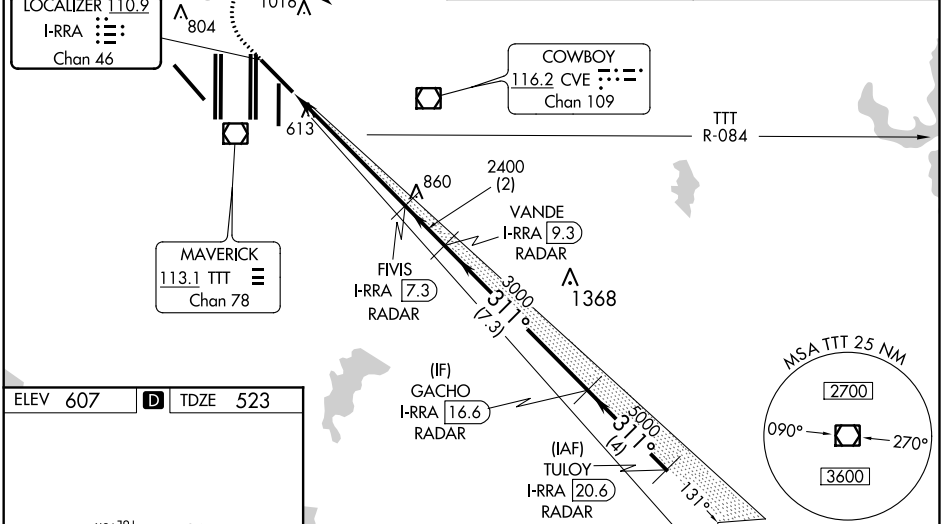 LOCALIZER 110.9
I-RRA
Chan 46
804
1018
613
COWBOY
116.2 CVE
Chan 109
TTT
R-084
MAVERICK
113.1 TTT
Chan 78
860
2400
(2)
VANDE
I-RRA 9.3
RADAR
FIVIS
I-RRA 7.3
RADAR
1368
3000
311°
(7.3)
(IF)
GACHO
I-RRA 16.6
RADAR
5000
311°
(4)
(IAF)
TULOY
I-RRA 20.6
RADAR
131°
MSA TTT 25 NM
2700
090°
270°
3600
ELEV 607
D
TDZE 523